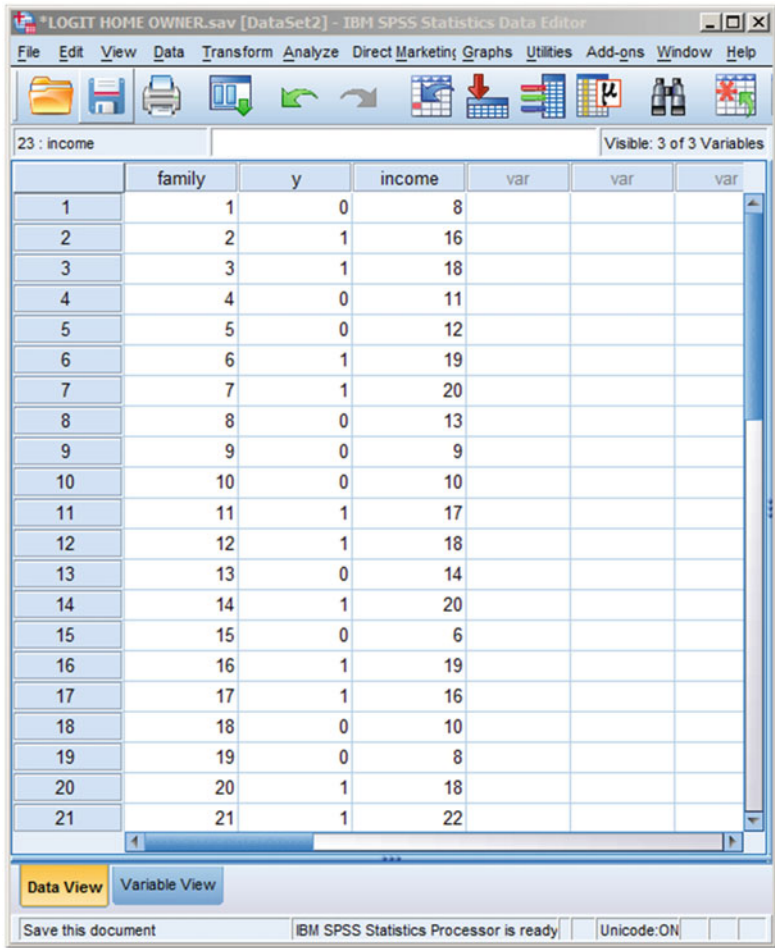 *LOGIT HOME OWNER.sav [DataSet2] - IBM SPSS Statistics Data Editor
File Edit View Data Transform Analyze Direct Marketing Graphs Utilities Add-ons Window Help
μ
23 : income Visible: 3 of 3 Variables
family y income var var var
1 1 0 8
2 2 1 16
3 3 1 18
4 4 0 11
5 5 0 12
6 6 1 19
7 7 1 20
8 8 0 13
9 9 0 9
10 10 0 10
11 11 1 17
12 12 1 18
13 13 0 14
14 14 1 20
15 15 0 6
16 16 1 19
17 17 1 16
18 18 0 10
19 19 0 8
20 20 1 18
21 21 1 22
Data View Variable View
Save this document IBM SPSS Statistics Processor is ready Unicode:ON